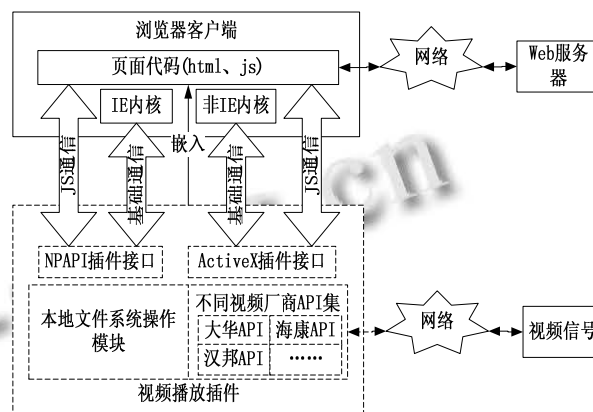 浏览器客户端
页面代码(html、js)
网络
Web服务
器
IE内核
非IE内核
嵌入
JS通信
基础通信
基础通信
JS通信
NPAPI插件接口
ActiveX插件接口
本地文件系统操作
模块
不同视频厂商API集
大华API
海康API
汉邦API
……
网络
视频信号
视频播放插件